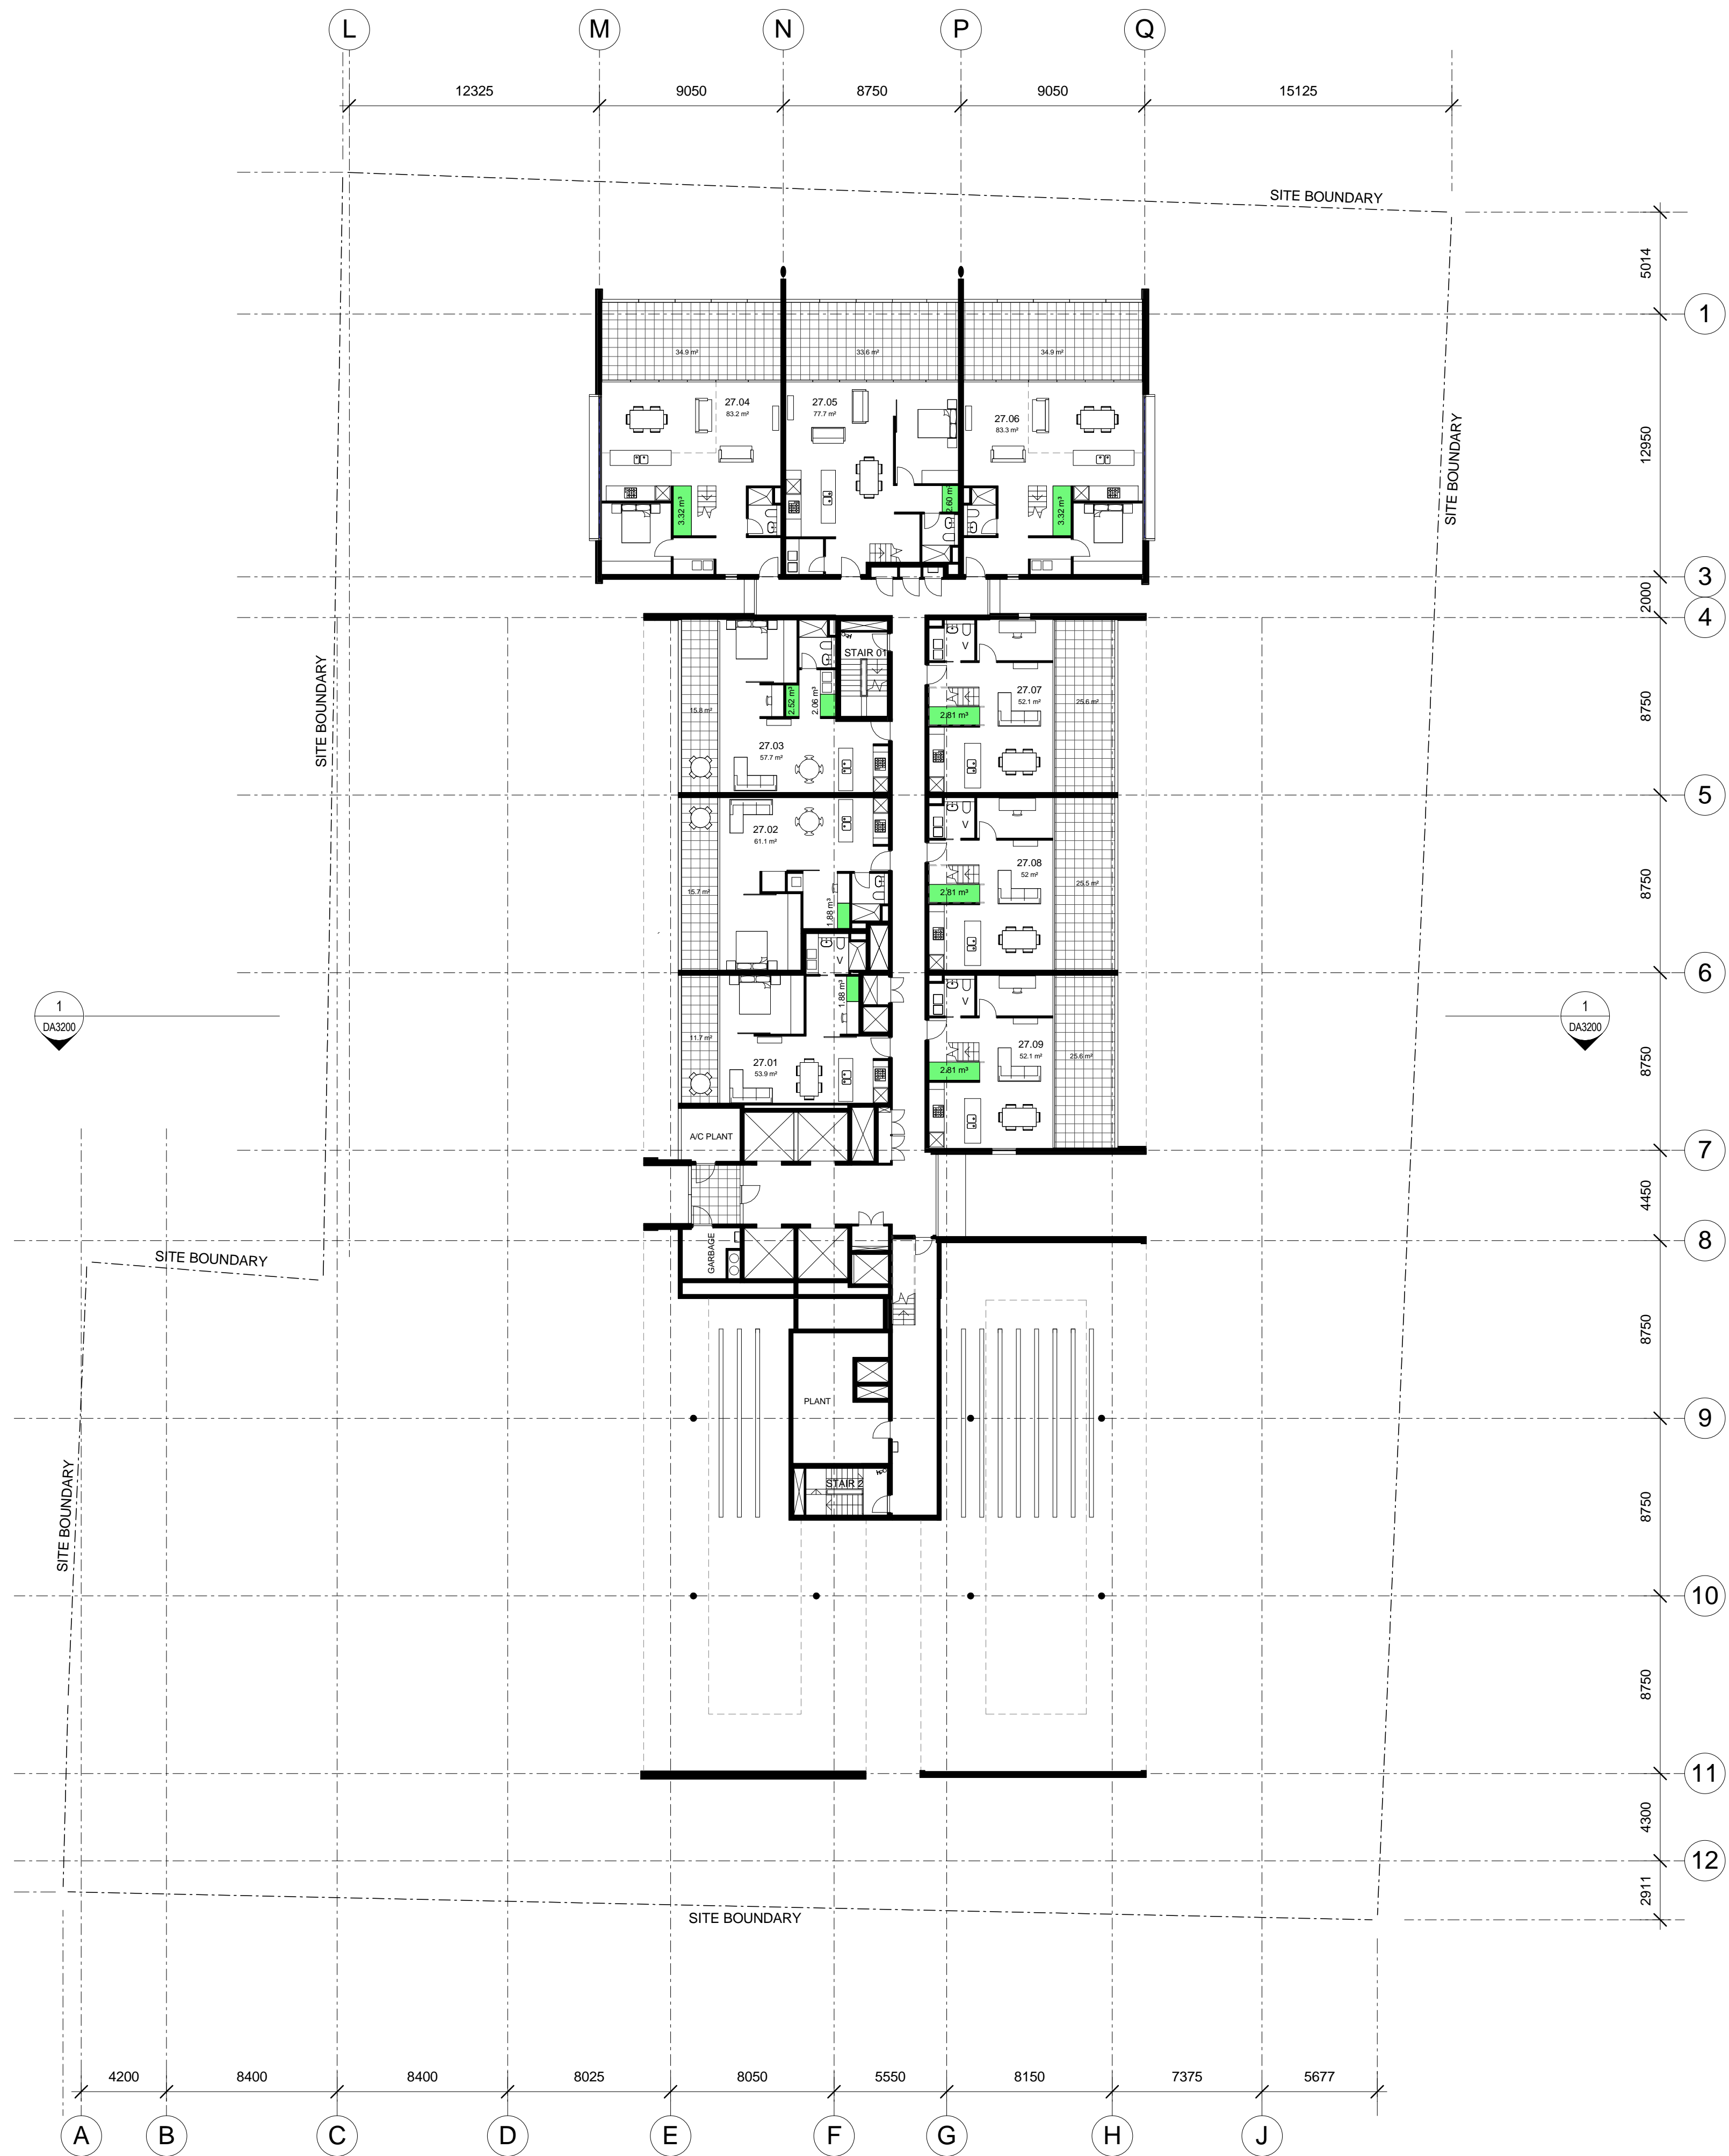 L
M
N
P
Q
12325
9050
8750
9050
15125
SITE BOUNDARY
5014
1
34.9 m²
33.6 m²
34.9 m²
27.04
83.2 m²
27.05
77.7 m²
27.06
83.3 m²
12950
SITE BOUNDARY
3.32 m³
2.60 m³
3.32 m³
3
2000
4
STAIR 01
SITE BOUNDARY
V
15.8 m²
2.52 m³
2.06 m³
27.07
52.1 m²
2.81 m³
25.6 m²
8750
27.03
57.7 m²
5
27.02
61.1 m²
V
27.08
52 m²
15.7 m²
1.88 m³
2.81 m³
25.5 m²
8750
V
6
1.88 m³
V
1
DA3200
1
DA3200
11.7 m²
27.01
53.9 m²
27.09
52.1 m²
2.81 m³
25.6 m²
8750
A/C PLANT
7
4450
8
SITE BOUNDARY
GARBAGE
8750
PLANT
9
STAIR 2
SITE BOUNDARY
8750
10
8750
11
4300
12
2911
SITE BOUNDARY
4200
8400
8400
8025
8050
5550
8150
7375
5677
A
B
C
D
E
F
G
H
J